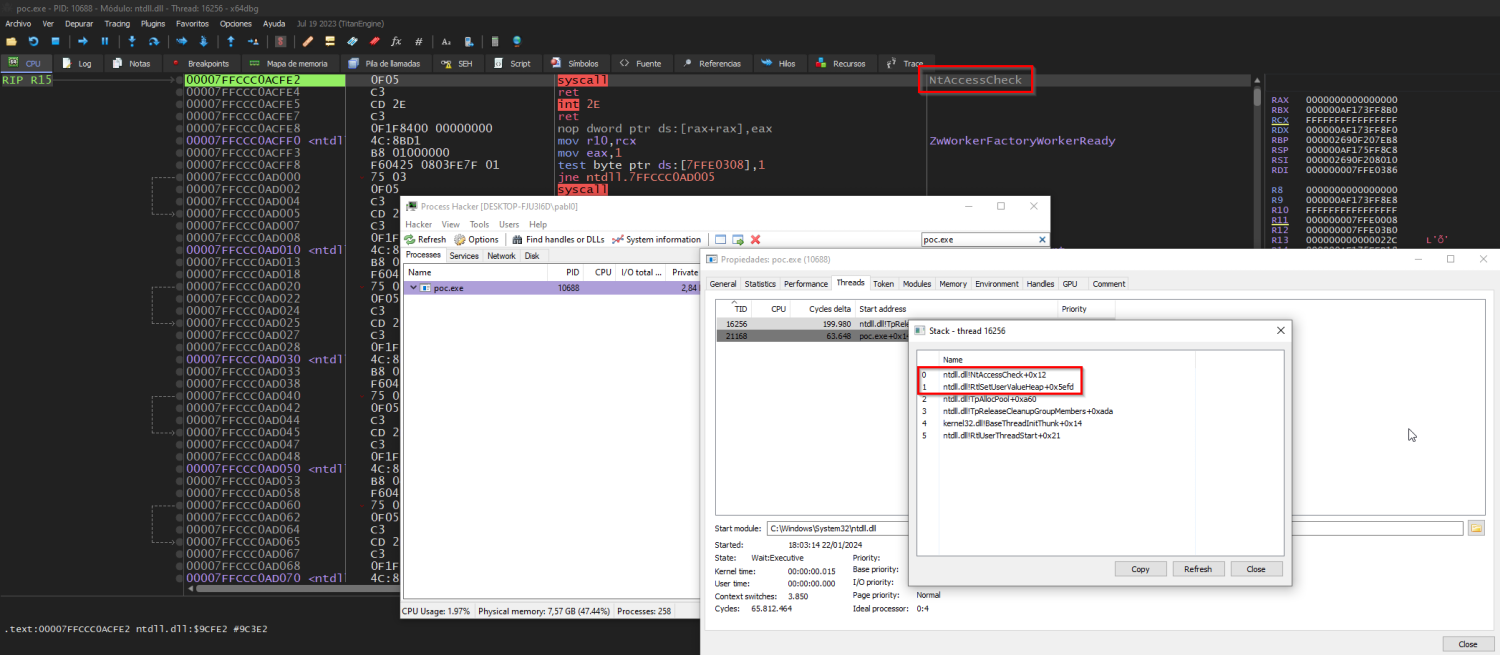 poc.exe - PID: 10688 - Módulo: ntdll.dll - Thread: 16256 - x64dbg
Archivo Ver Depurar Tracing Plugins Favoritos Opciones Ayuda Jul 19 2023 (TitanEngine)
CPU Log Notas Breakpoints Mapa de memoria Pila de llamadas SEH Script Símbolos Fuente Referencias Hilos Recursos Trace
RIP R15
00007FFCCC0ACFE2 0F05 syscall NtAccessCheck
00007FFCCC0ACFE4 C3 ret
00007FFCCC0ACFE5 CD 2E int 2E
00007FFCCC0ACFE7 C3 ret
00007FFCCC0ACFE8 0F1F8400 00000000 nop dword ptr ds:[rax+rax],eax
00007FFCCC0ACFF0 <ntdl 4C:8BD1 mov r10,rcx ZwWorkerFactoryWorkerReady
00007FFCCC0ACFF3 B8 01000000 mov eax,1
00007FFCCC0ACFF8 F60425 0803FE7F 01 test byte ptr ds:[7FFE0308],1
00007FFCCC0AD000 75 03 jne ntdll.7FFCCC0AD005
00007FFCCC0AD002 0F05 syscall
00007FFCCC0AD004 C3
00007FFCCC0AD005 CD 2
00007FFCCC0AD007 C3
00007FFCCC0AD008 0F1F
00007FFCCC0AD010 <ntdl 4C:8
00007FFCCC0AD013 B8 0
00007FFCCC0AD018 F604
00007FFCCC0AD020 75 0
00007FFCCC0AD022 0F05
00007FFCCC0AD024 C3
00007FFCCC0AD025 CD 2
00007FFCCC0AD027 C3
00007FFCCC0AD028 0F1F
00007FFCCC0AD030 <ntdl 4C:8
00007FFCCC0AD033 B8 0
00007FFCCC0AD038 F604
00007FFCCC0AD040 75 0
00007FFCCC0AD042 0F05
00007FFCCC0AD044 C3
00007FFCCC0AD045 CD 2
00007FFCCC0AD047 C3
00007FFCCC0AD048 0F1F
00007FFCCC0AD050 <ntdl 4C:8
00007FFCCC0AD053 B8 0
00007FFCCC0AD058 F604
00007FFCCC0AD060 75 0
00007FFCCC0AD062 0F05
00007FFCCC0AD064 C3
00007FFCCC0AD065 CD 2
00007FFCCC0AD067 C3
00007FFCCC0AD068 0F1F
00007FFCCC0AD070 <ntdl 4C:8
.text:00007FFCCC0ACFE2 ntdll.dll:$9CFE2 #9C3E2
RAX 0000000000000000
RBX 000000AF173FF8B0
RCX FFFFFFFFFFFFFFFF
RDX 000000AF173FF8F0
RBP 000002690F207EB8
RSP 000000AF175FF8C8
RSI 000002690F208010
RDI 000000007FFE0386
R8 0000000000000000
R9 000000AF173FF8E8
R10 FFFFFFFFFFFFFFFF
R11 000000007FFE0008
R12 000000007FFE03B0
R13 000000000000022C L'Ȭ'
Process Hacker [DESKTOP-FJU3I6D\pabl0]
Hacker View Tools Users Help
Refresh Options Find handles or DLLs System information poc.exe
Processes Services Network Disk
Name PID CPU I/O total ... Private
poc.exe 10688 2,84
CPU Usage: 1.97% Physical memory: 7,57 GB (47.44%) Processes: 258
Propiedades: poc.exe (10688)
General Statistics Performance Threads Token Modules Memory Environment Handles GPU Comment
TID CPU Cycles delta Start address Priority
16256 199.980 ntdll.dll!TpRele
21168 63.648 poc.exe+0x1
Start module: C:\Windows\System32\ntdll.dll
Started: 18:03:14 22/01/2024
State: Wait:Executive Priority:
Kernel time: 00:00:00.015 Base priority:
User time: 00:00:00.000 I/O priority:
Context switches: 3.850 Page priority: Normal
Cycles: 65.812.464 Ideal processor: 0:4
Close
Stack - thread 16256
Name
0 ntdll.dll!NtAccessCheck+0x12
1 ntdll.dll!RtlSetUserValueHeap+0x5efd
2 ntdll.dll!TpAllocPool+0xa60
3 ntdll.dll!TpReleaseCleanupGroupMembers+0xada
4 kernel32.dll!BaseThreadInitThunk+0x14
5 ntdll.dll!RtlUserThreadStart+0x21
Copy Refresh Close